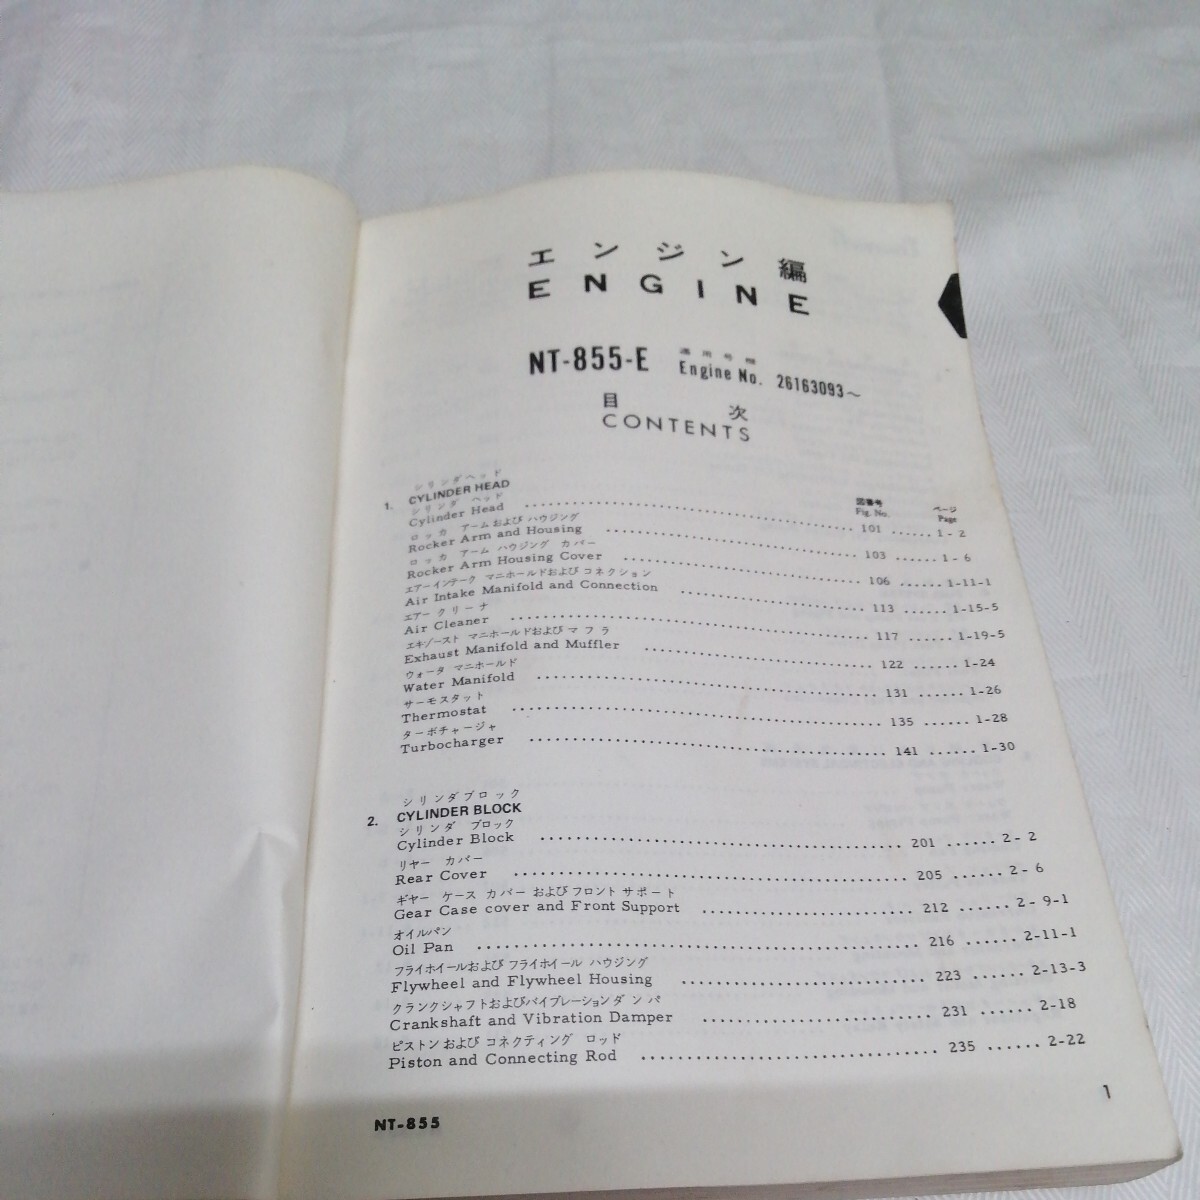 エンジン編
ENGINE
NT-855-E 適用号機
Engine No. 26163093～
目次
CONTENTS
図番号 ページ
Fig. No. Page
シリンダヘッド
1. CYLINDER HEAD
シリンダ ヘッド
Cylinder Head 101 1-2
ロッカ アームおよび ハウジング
Rocker Arm and Housing 103 1-6
ロッカ アーム ハウジング カバー
Rocker Arm Housing Cover 106 1-11-1
エアーインテーク マニホールドおよび コネクション
Air Intake Manifold and Connection 113 1-15-5
エアー クリーナ
Air Cleaner 117 1-19-5
エキゾースト マニホールドおよび マフラ
Exhaust Manifold and Muffler 122 1-24
ウォータ マニホールド
Water Manifold 131 1-26
サーモスタット
Thermostat 135 1-28
ターボチャージャ
Turbocharger 141 1-30
シリンダブロック
2. CYLINDER BLOCK
シリンダ ブロック
Cylinder Block 201 2-2
リヤー カバー
Rear Cover 205 2-6
ギヤー ケース カバー および フロント サポート
Gear Case cover and Front Support 212 2-9-1
オイルパン
Oil Pan 216 2-11-1
フライホイールおよび フライホイール ハウジング
Flywheel and Flywheel Housing 223 2-13-3
クランクシャフトおよびバイブレーションダンパ
Crankshaft and Vibration Damper 231 2-18
ピストン および コネクティング ロッド
Piston and Connecting Rod 235 2-22
NT-855
1